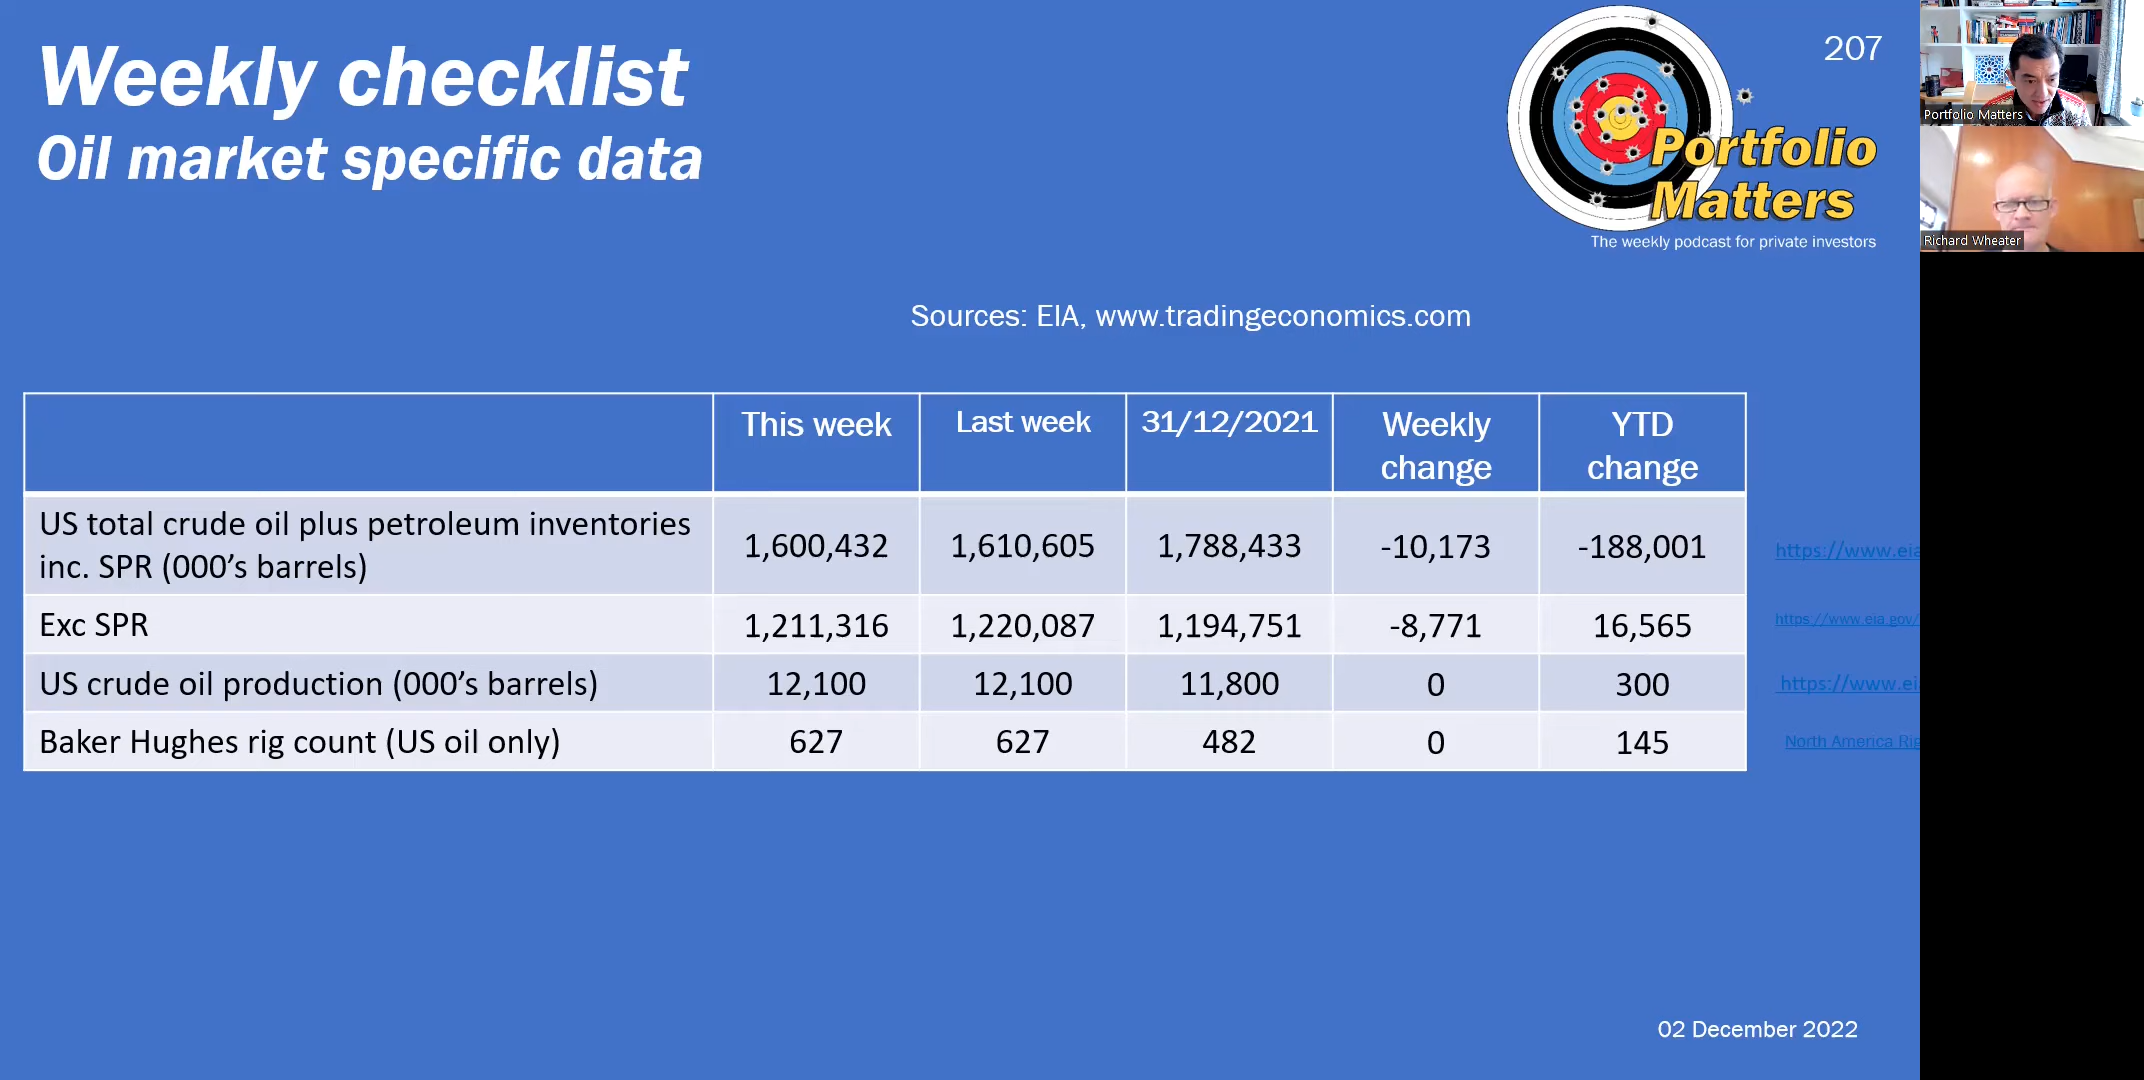 Weekly checklist
Oil market specific data
207
Portfolio
Matters
The weekly podcast for private investors
Portfolio Matters
Richard Wheater
Sources: EIA, www.tradingeconomics.com
This week Last week 31/12/2021 Weekly change YTD change
US total crude oil plus petroleum inventories
inc. SPR (000’s barrels) 1,600,432 1,610,605 1,788,433 -10,173 -188,001
https://www.eia
Exc SPR 1,211,316 1,220,087 1,194,751 -8,771 16,565
https://www.eia.gov/
US crude oil production (000’s barrels) 12,100 12,100 11,800 0 300
https://www.ei
Baker Hughes rig count (US oil only) 627 627 482 0 145
North America Rig
02 December 2022